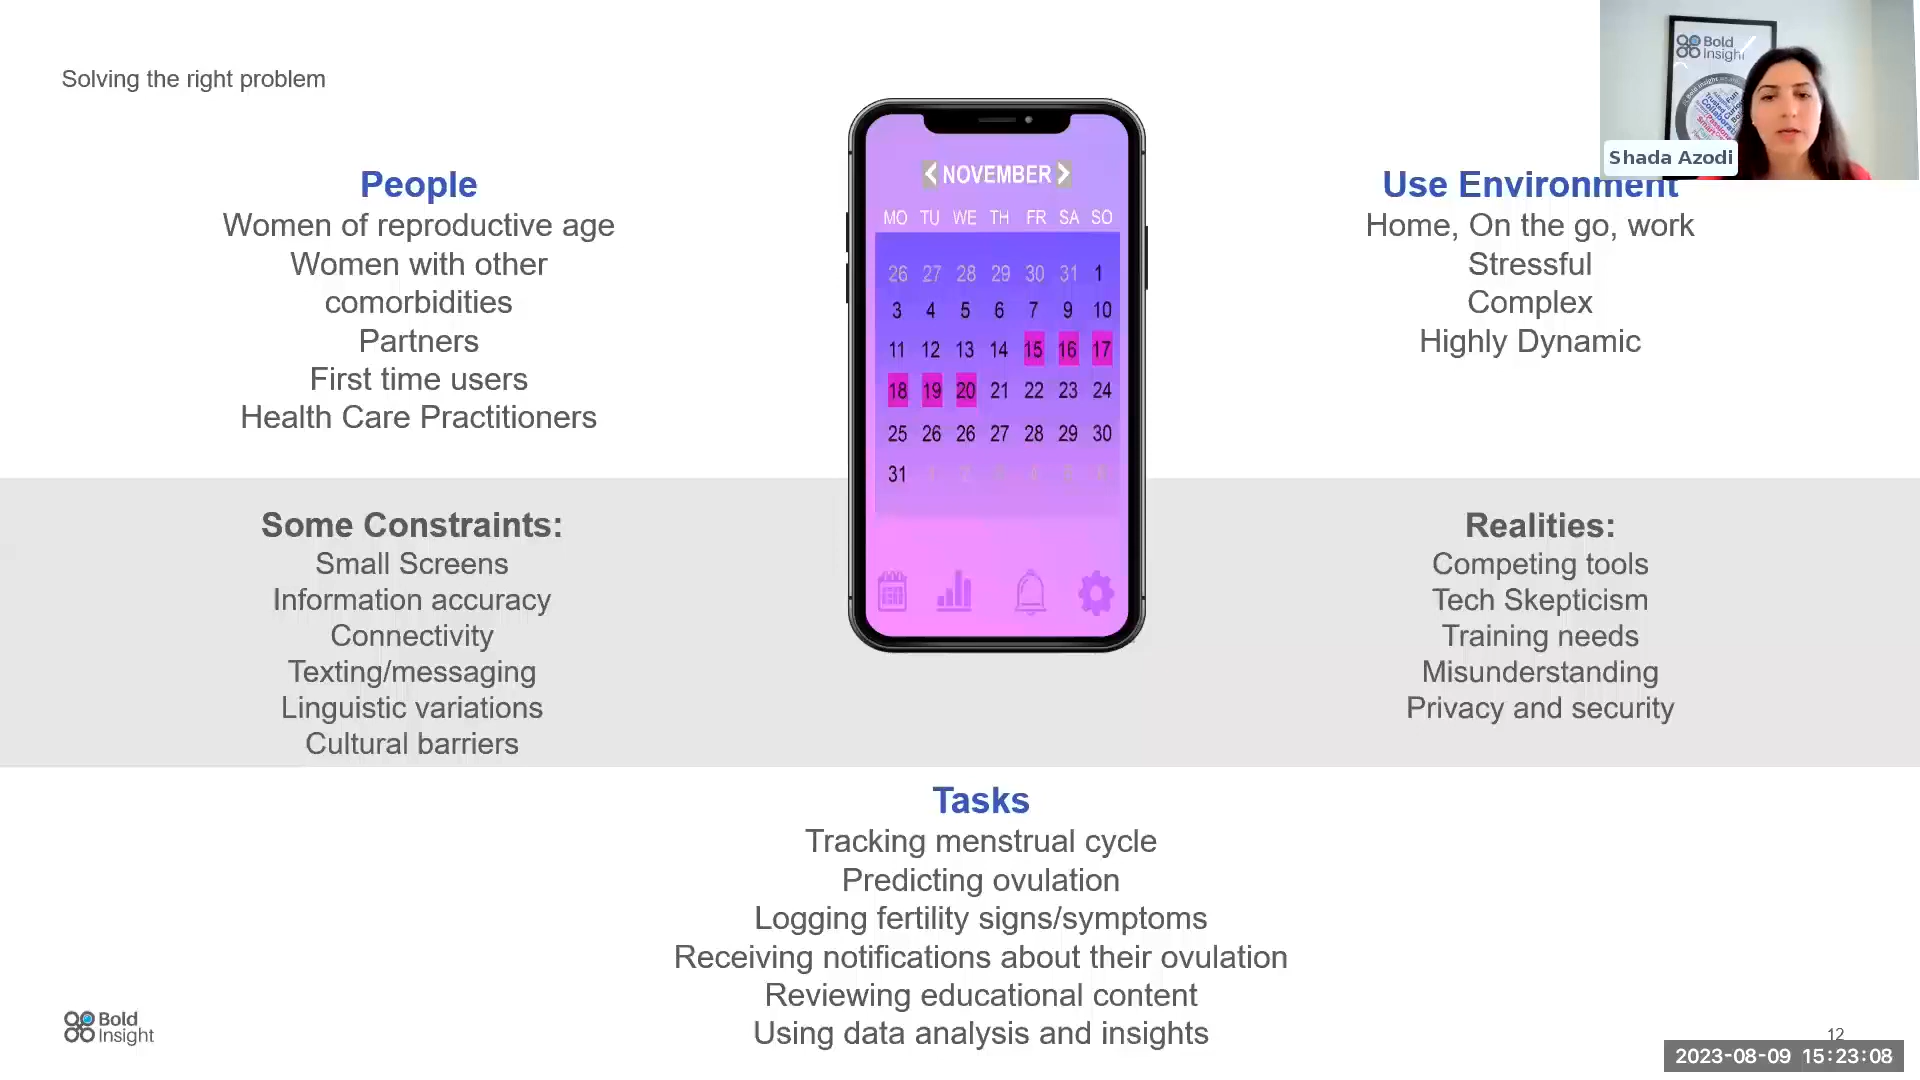 Solving the right problem
People
Women of reproductive age
Women with other
comorbidities
Partners
First time users
Health Care Practitioners
Some Constraints:
Small Screens
Information accuracy
Connectivity
Texting/messaging
Linguistic variations
Cultural barriers
NOVEMBER
MO TU WE TH FR SA SO
26 27 28 29 30 31 1
3 4 5 6 7 9 10
11 12 13 14 15 16 17
18 19 20 21 22 23 24
25 26 26 27 28 29 30
31 1 2 3 4 5 6
Bold
Insight
Shada Azodi
Use Environment
Home, On the go, work
Stressful
Complex
Highly Dynamic
Realities:
Competing tools
Tech Skepticism
Training needs
Misunderstanding
Privacy and security
Tasks
Tracking menstrual cycle
Predicting ovulation
Logging fertility signs/symptoms
Receiving notifications about their ovulation
Reviewing educational content
Using data analysis and insights
Bold
Insight
12
2023-08-09 15:23:08